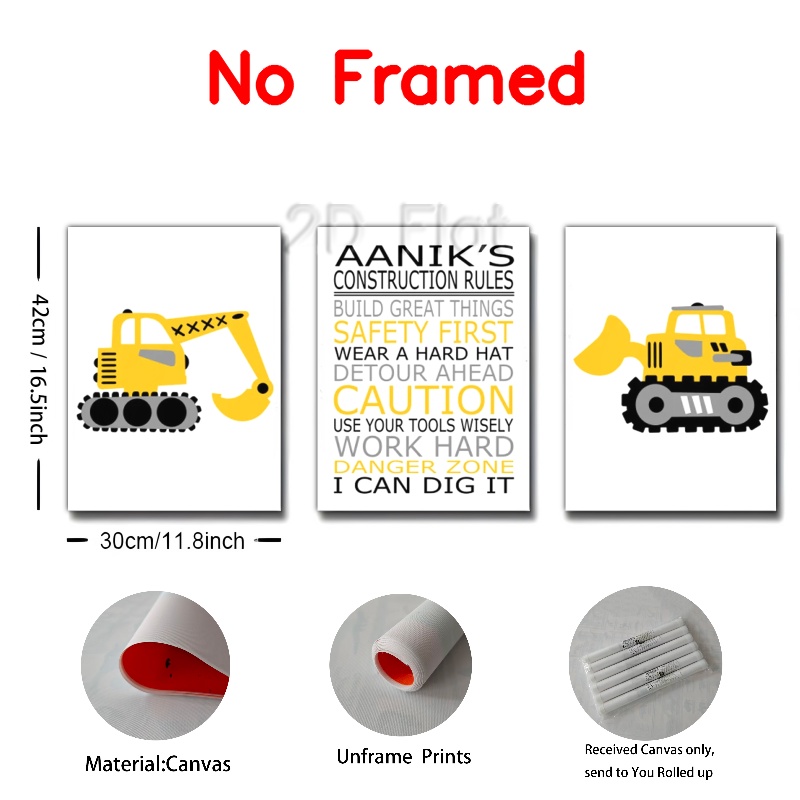 No Framed
2D Flat
AANIK'S
CONSTRUCTION RULES
BUILD GREAT THINGS
SAFETY FIRST
WEAR A HARD HAT
DETOUR AHEAD
CAUTION
USE YOUR TOOLS WISELY
WORK HARD
DANGER ZONE
I CAN DIG IT
42cm / 16.5inch
30cm/11.8inch
Material:Canvas
Unframe Prints
Received Canvas only,
send to You Rolled up